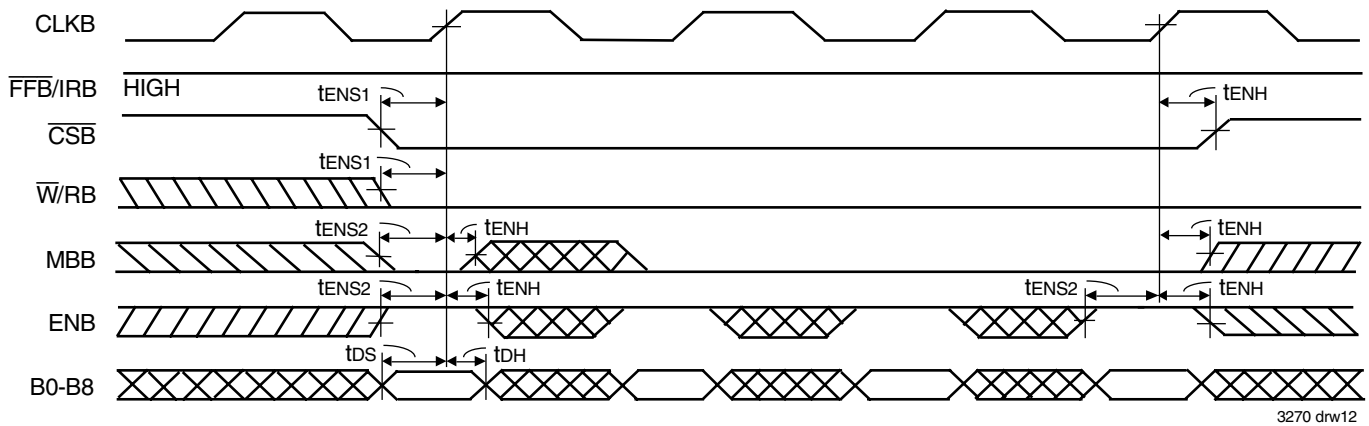 CLKB
FFB/IRB HIGH
tENS1 tENH
CSB
tENS1
W/RB
tENS2 tENH tENH
MBB
tENS2 tENH tENS2 tENH
ENB
tDS tDH
B0-B8
3270 drw12